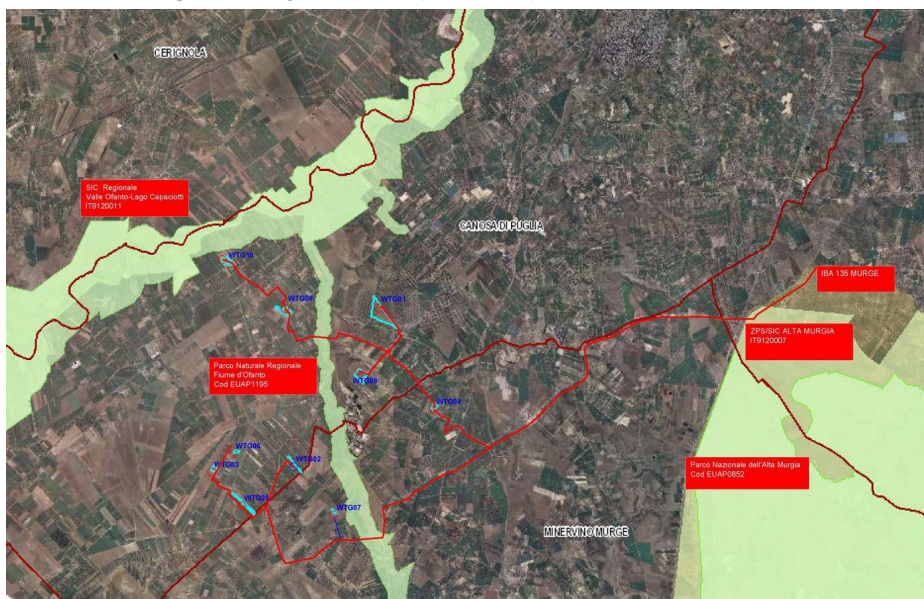 CERIGNOLA
SIC Regionale
Valle Ofanto-Lago Capaciotti
IT9120011
CANOSA DI PUGLIA
WTG10
IBA 135 MURGE
WTG09
WTG01
ZPS/SIC ALTA MURGIA
IT9120007
Parco Naturale Regionale
Fiume d'Ofanto
Cod EUAP1195
WTG08
WTG04
WTG06
WTG03
WTG02
Parco Nazionale dell'Alta Murgia
Cod EUAP0852
WTG05
WTG07
MINERVINO MURGE